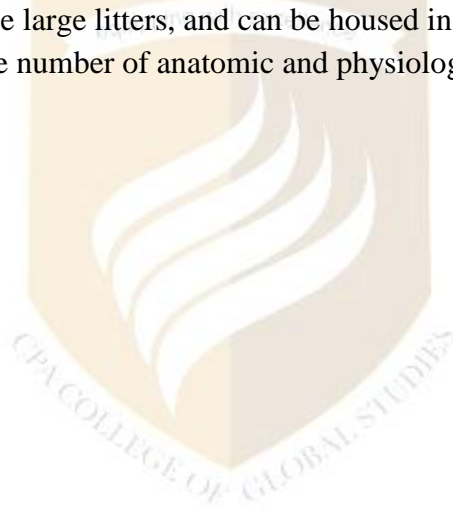 e large litters, and can be housed in
e number of anatomic and physiolog
CPA COLLEGE OF GLOBAL STUDIES